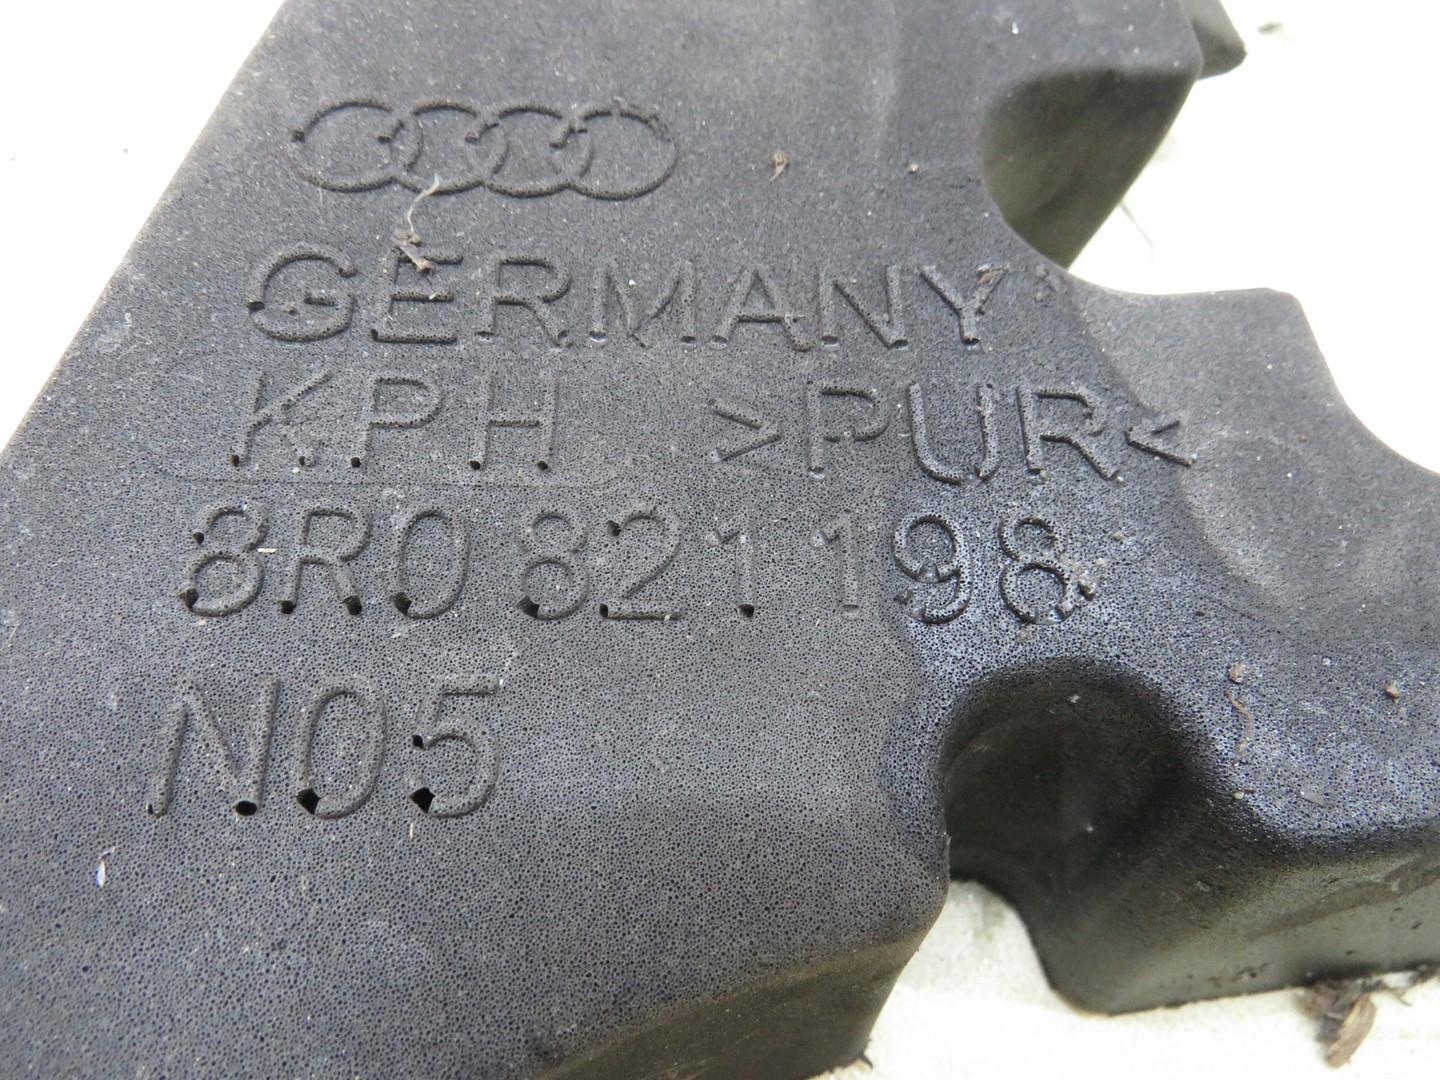 GERMANY
KPH >PUR<
8R0 821 198
N05